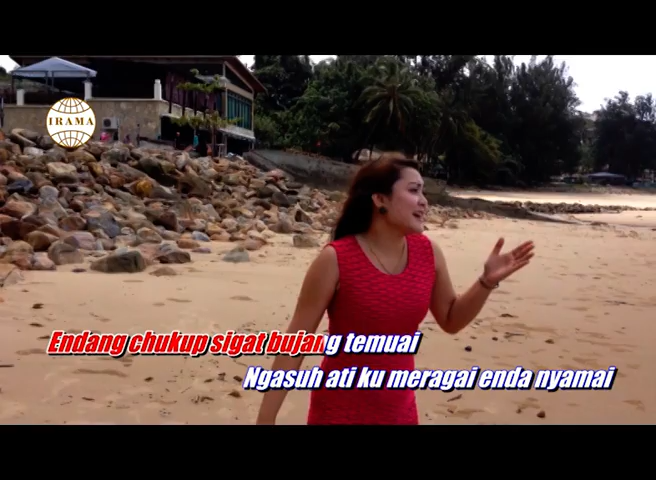 IRAMA
Endang chukup sigat bujang temuai
Ngasuh ati ku meragai enda nyamai